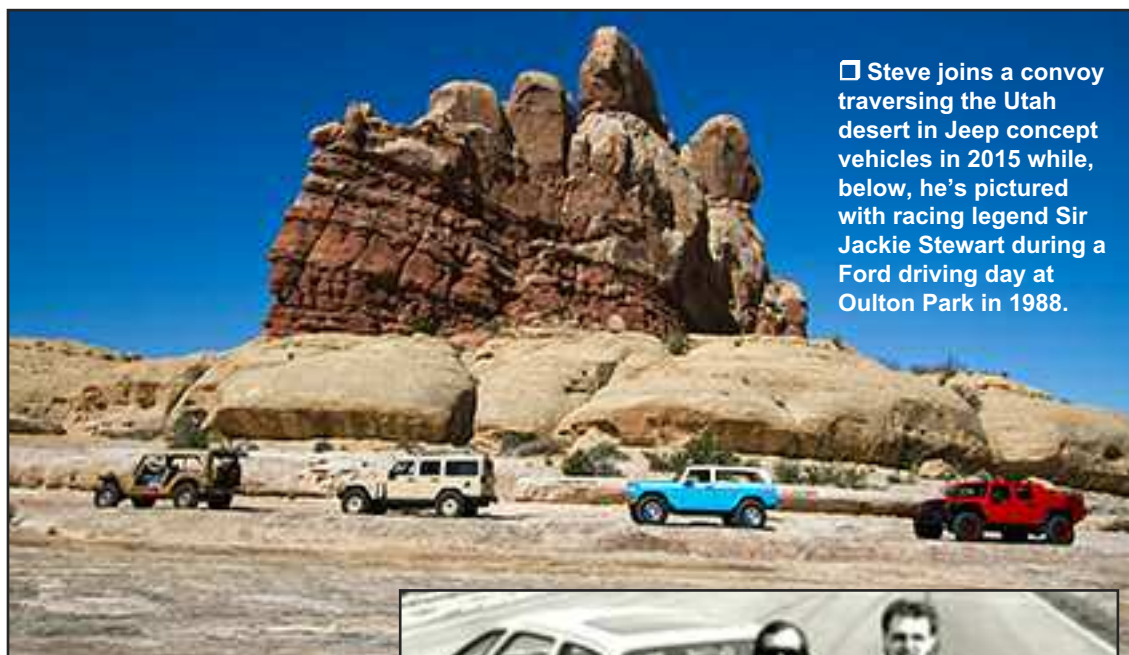 ❒ Steve joins a convoy
traversing the Utah
desert in Jeep concept
vehicles in 2015 while,
below, he's pictured
with racing legend Sir
Jackie Stewart during a
Ford driving day at
Oulton Park in 1988.